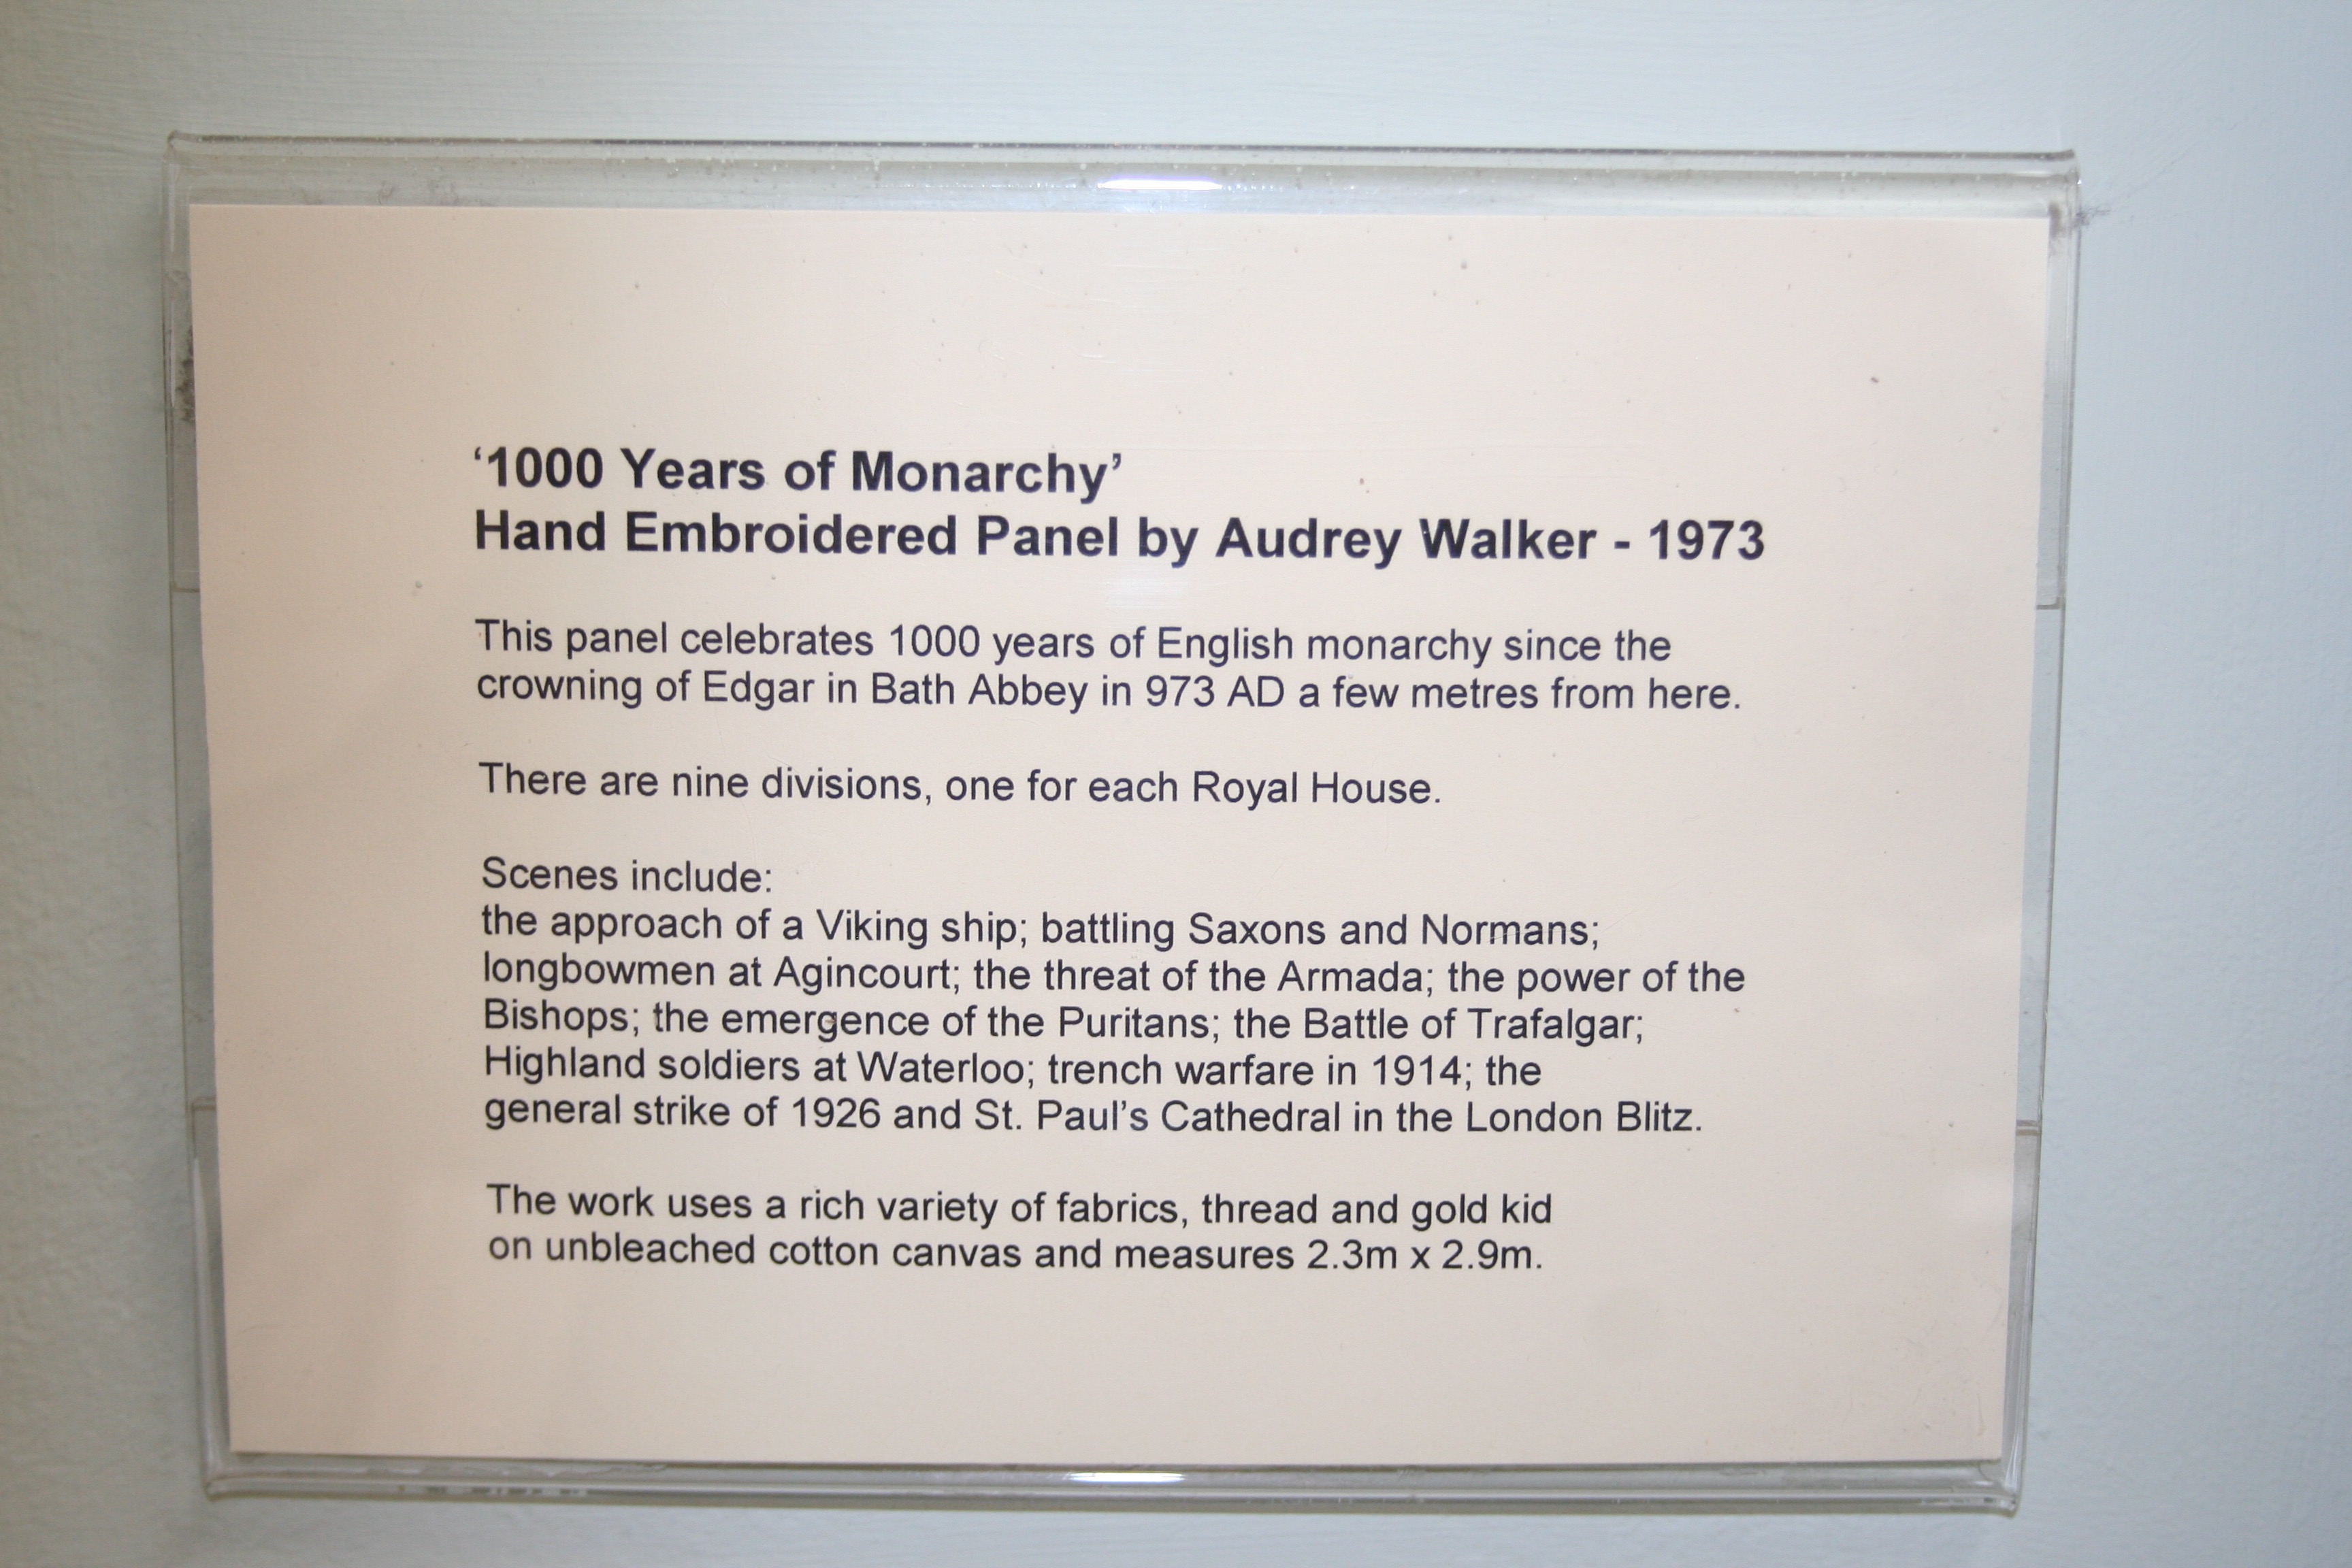 ‘1000 Years of Monarchy’
Hand Embroidered Panel by Audrey Walker - 1973
This panel celebrates 1000 years of English monarchy since the
crowning of Edgar in Bath Abbey in 973 AD a few metres from here.
There are nine divisions, one for each Royal House.
Scenes include:
the approach of a Viking ship; battling Saxons and Normans;
longbowmen at Agincourt; the threat of the Armada; the power of the
Bishops; the emergence of the Puritans; the Battle of Trafalgar;
Highland soldiers at Waterloo; trench warfare in 1914; the
general strike of 1926 and St. Paul’s Cathedral in the London Blitz.
The work uses a rich variety of fabrics, thread and gold kid
on unbleached cotton canvas and measures 2.3m x 2.9m.